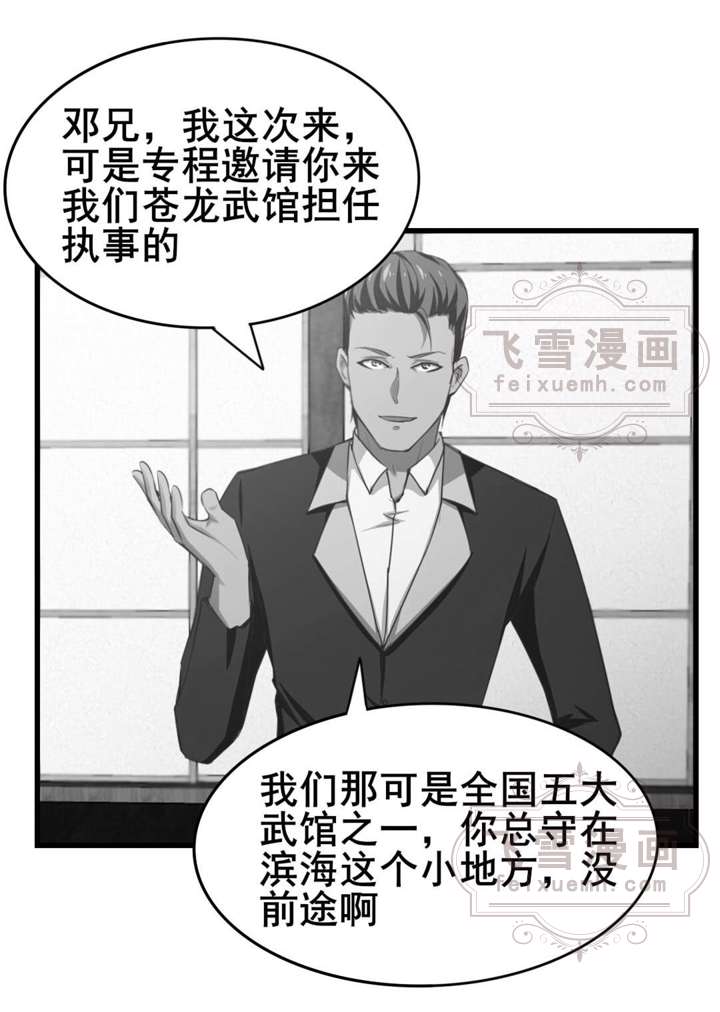 邓兄，我这次来，
可是专程邀请你来
我们苍龙武馆担任
执事的
飞雪漫画
feixuemh.com
我们那可是全国五大
武馆之一，你总守在
滨海这个小地方，没
前途啊
飞雪漫画
feixuemh.com